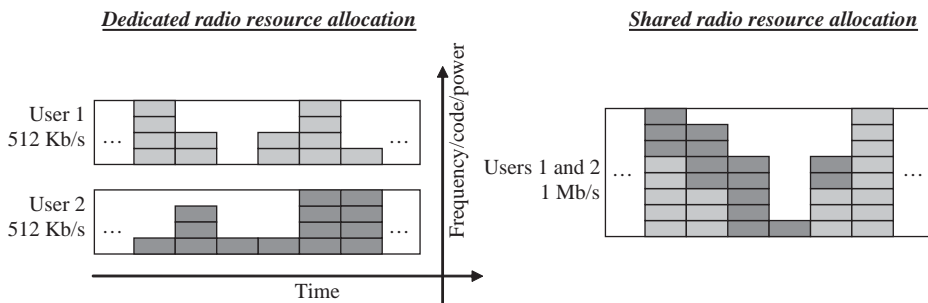 Dedicated radio resource allocation
Shared radio resource allocation
User 1
512 Kb/s
...
...
User 2
512 Kb/s
...
...
Time
Frequency/code/power
Users 1 and 2
1 Mb/s
...
...